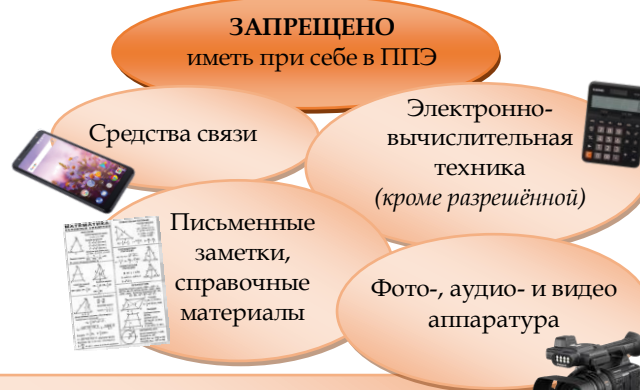 ЗАПРЕЩЕНО
иметь при себе в ППЭ
Средства связи
Электронно-
вычислительная
техника
(кроме разрешённой)
Письменные
заметки,
справочные
материалы
МАТЕМАТИКА
Фото-, аудио- и видео
аппаратура